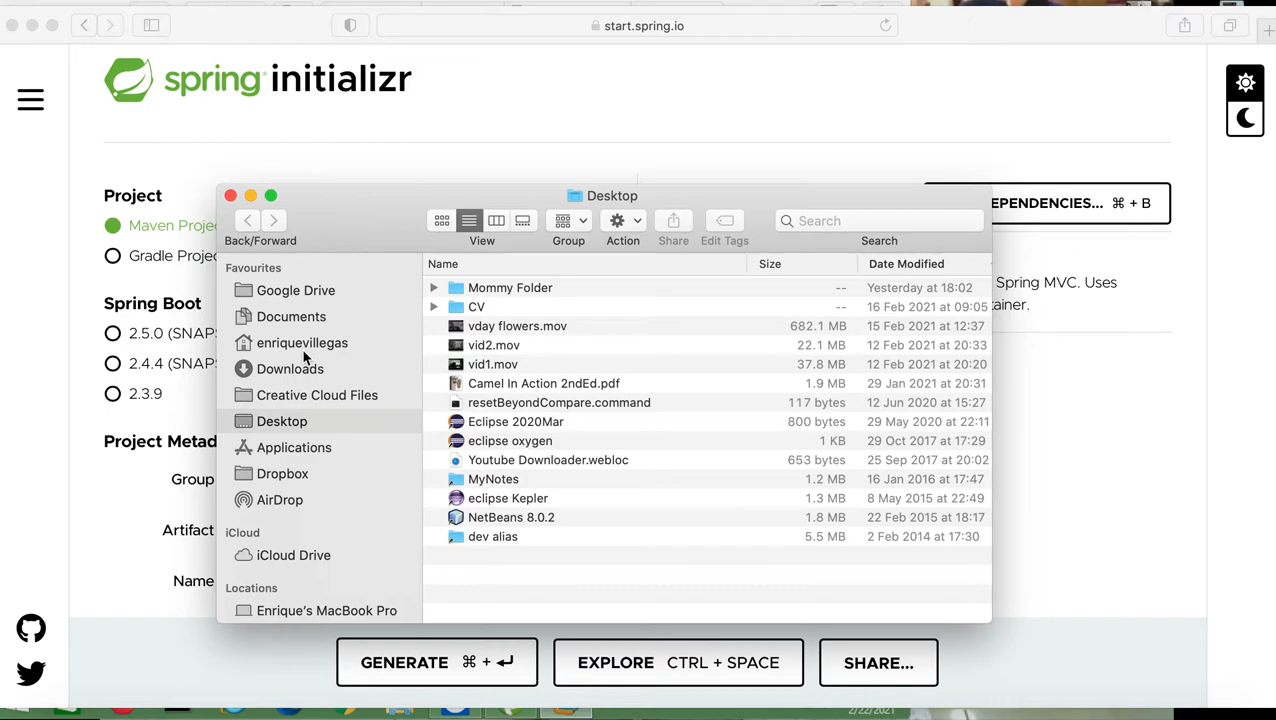 start.spring.io
spring initializr
Project
Maven Projec
Gradle Projec
Spring Boot
2.5.0 (SNAPS
2.4.4 (SNAPS
2.3.9
Project Metad
Group
Artifact
Name
EPENDENCIES... ⌘ + B
Spring MVC. Uses
tainer.
Desktop
Back/Forward
View
Group
Action
Share
Edit Tags
Search
Search
Favourites
Google Drive
Documents
enriquevillegas
Downloads
Creative Cloud Files
Desktop
Applications
Dropbox
AirDrop
iCloud
iCloud Drive
Locations
Enrique's MacBook Pro
Name Size Date Modified
Mommy Folder -- Yesterday at 18:02
CV -- 16 Feb 2021 at 09:05
vday flowers.mov 682.1 MB 15 Feb 2021 at 12:37
vid2.mov 22.1 MB 12 Feb 2021 at 20:33
vid1.mov 37.8 MB 12 Feb 2021 at 20:20
Camel In Action 2ndEd.pdf 1.9 MB 29 Jan 2021 at 20:31
resetBeyondCompare.command 117 bytes 12 Jun 2020 at 15:27
Eclipse 2020Mar 800 bytes 29 May 2020 at 22:11
eclipse oxygen 1 KB 29 Oct 2017 at 17:29
Youtube Downloader.webloc 653 bytes 25 Sep 2017 at 20:02
MyNotes 1.2 MB 16 Jan 2016 at 17:47
eclipse Kepler 1.3 MB 8 May 2015 at 22:49
NetBeans 8.0.2 1.8 MB 22 Feb 2015 at 18:17
dev alias 5.5 MB 2 Feb 2014 at 17:30
GENERATE ⌘ + ↵
EXPLORE CTRL + SPACE
SHARE...
2/22/2021